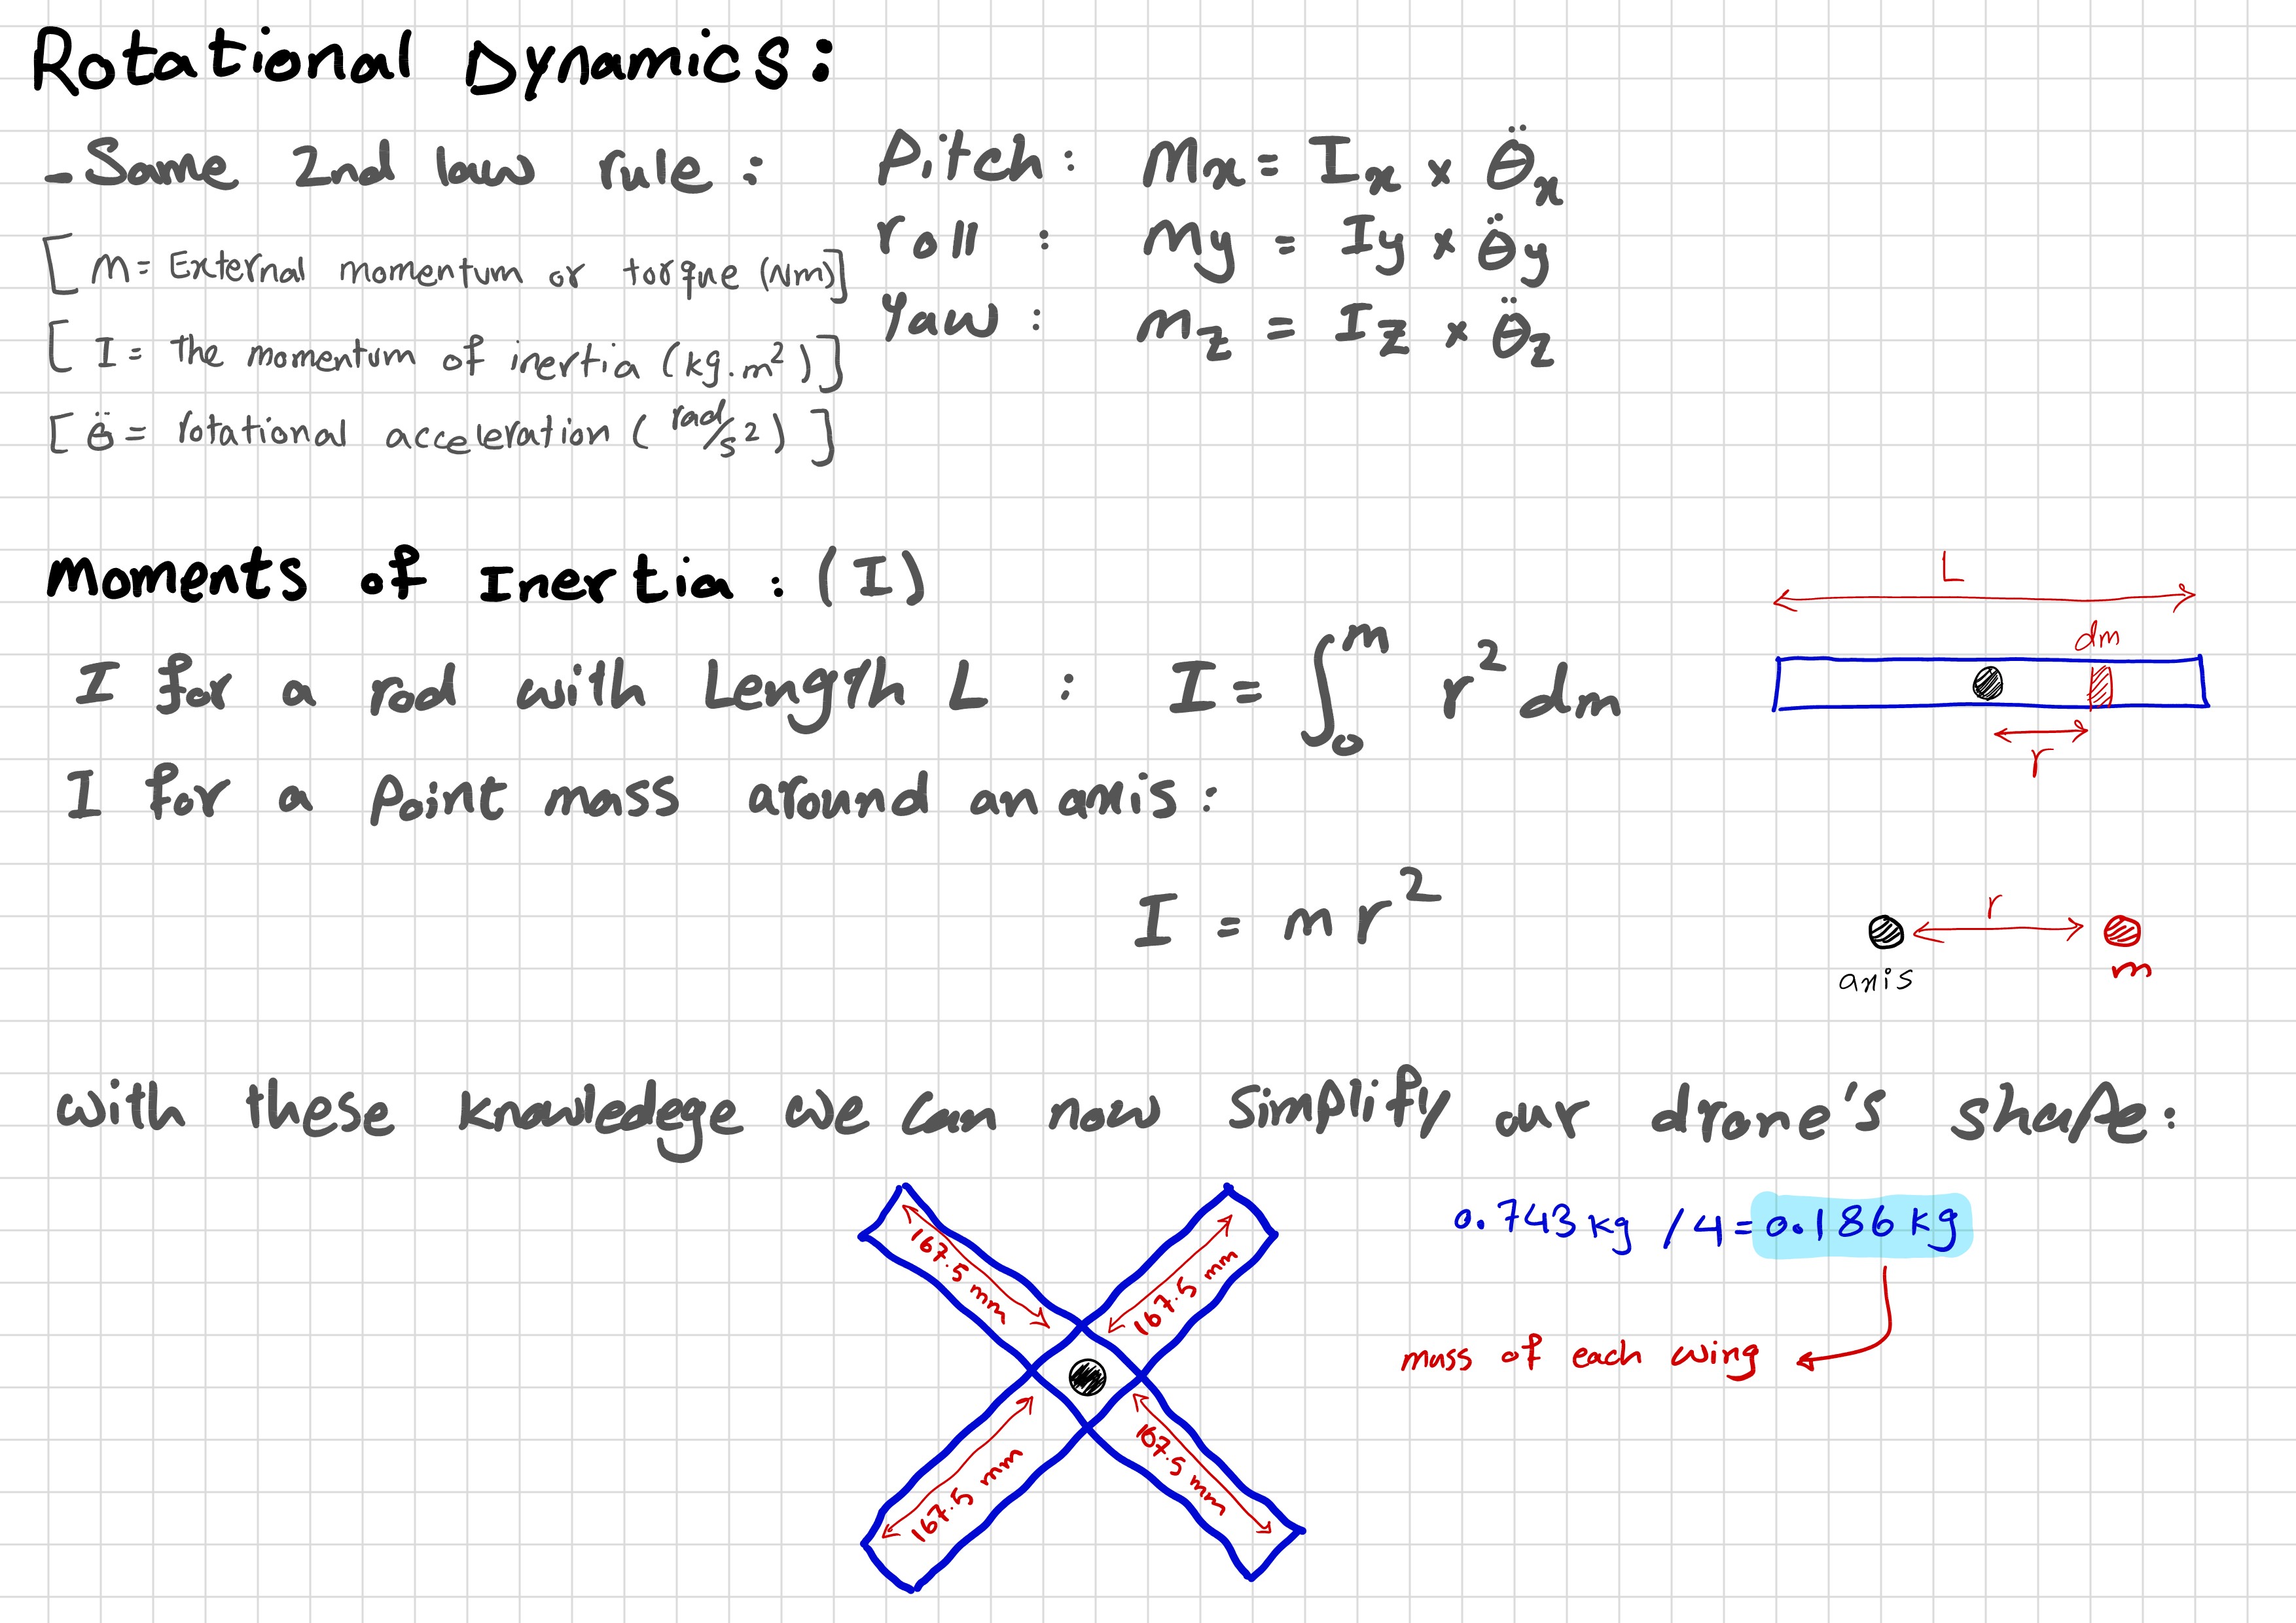 Rotational Dynamics:
- Same 2nd law rule :
Pitch : Mx = Ix × θ̈x
roll : My = Iy × θ̈y
Yaw : Mz = Iz × θ̈z
[ M= External momentum or torque (Nm)]
[ I = the momentum of inertia (kg.m²)]
[ θ̈ = rotational acceleration ( rad/s²) ]
Moments of Inertia : (I)
L
dm
I for a rod with Length L : I = ∫₀ᵐ r² dm
r
I for a Point mass around an axis :
I = mr²
r
axis
m
with these knowledege we can now simplify our drone's shape:
0.743 kg / 4 = 0.186 kg
mass of each wing
167.5 mm
167.5 mm
167.5 mm
167.5 mm